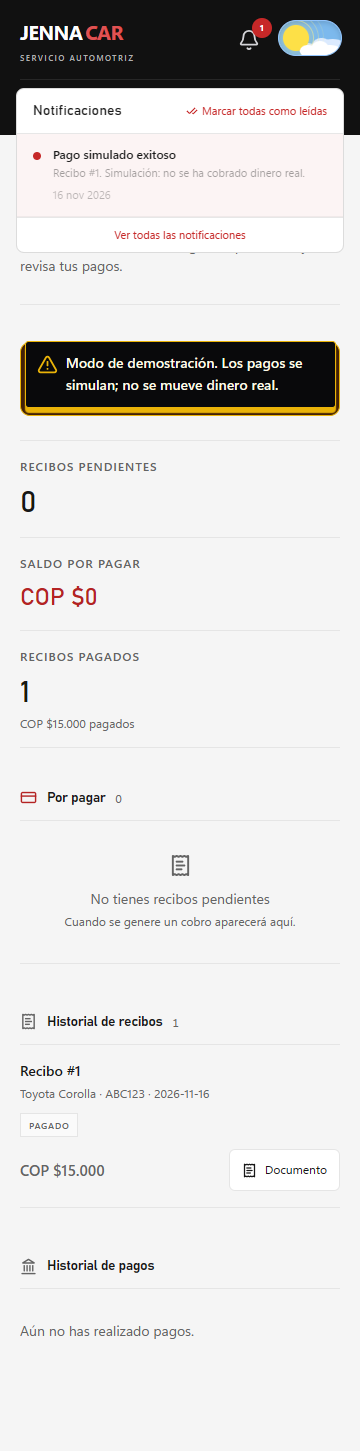 JENNA CAR
SERVICIO AUTOMOTRIZ
1
Notificaciones
Marcar todas como leídas
Pago simulado exitoso
Recibo #1. Simulación: no se ha cobrado dinero real.
16 nov 2026
Ver todas las notificaciones
revisa tus pagos.
Modo de demostración. Los pagos se
simulan; no se mueve dinero real.
RECIBOS PENDIENTES
0
SALDO POR PAGAR
COP $0
RECIBOS PAGADOS
1
COP $15.000 pagados
Por pagar 0
No tienes recibos pendientes
Cuando se genere un cobro aparecerá aquí.
Historial de recibos 1
Recibo #1
Toyota Corolla · ABC123 · 2026-11-16
PAGADO
COP $15.000
Documento
Historial de pagos
Aún no has realizado pagos.